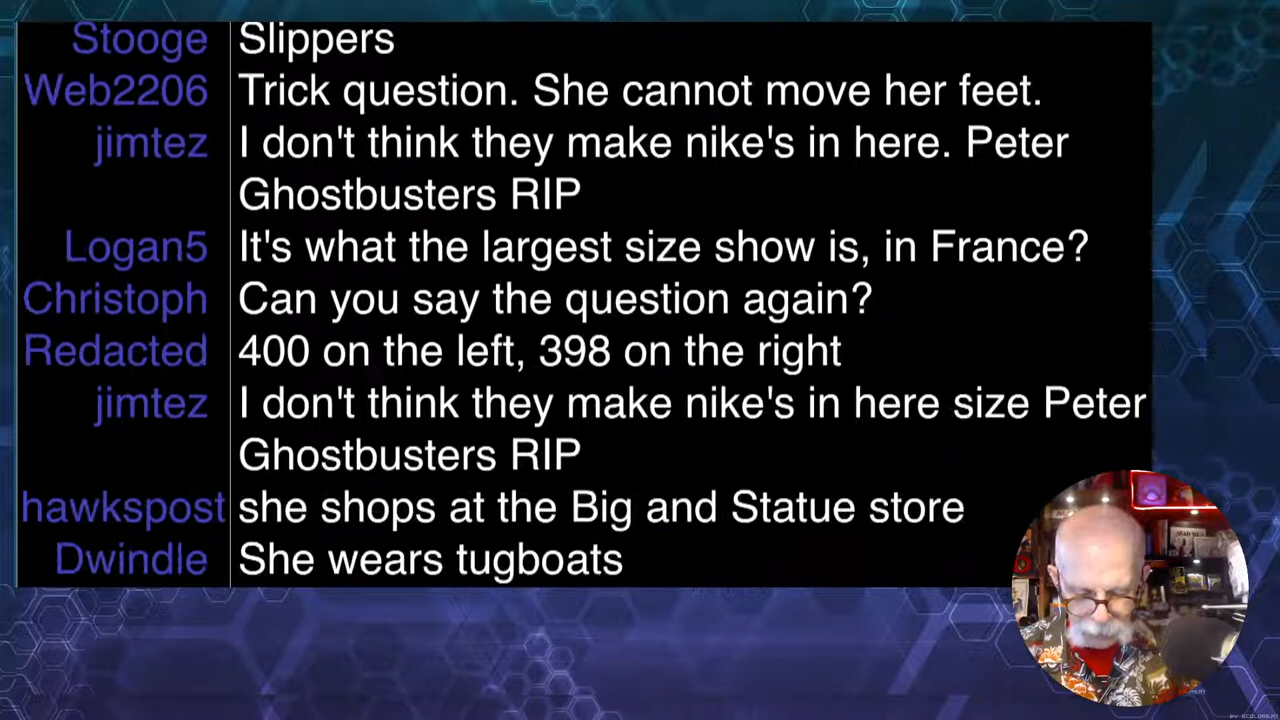 Stooge Slippers
Web2206 Trick question. She cannot move her feet.
jimtez I don't think they make nike's in here. Peter
Ghostbusters RIP
Logan5 It's what the largest size show is, in France?
Christoph Can you say the question again?
Redacted 400 on the left, 398 on the right
jimtez I don't think they make nike's in here size Peter
Ghostbusters RIP
hawkspost she shops at the Big and Statue store
Dwindle She wears tugboats